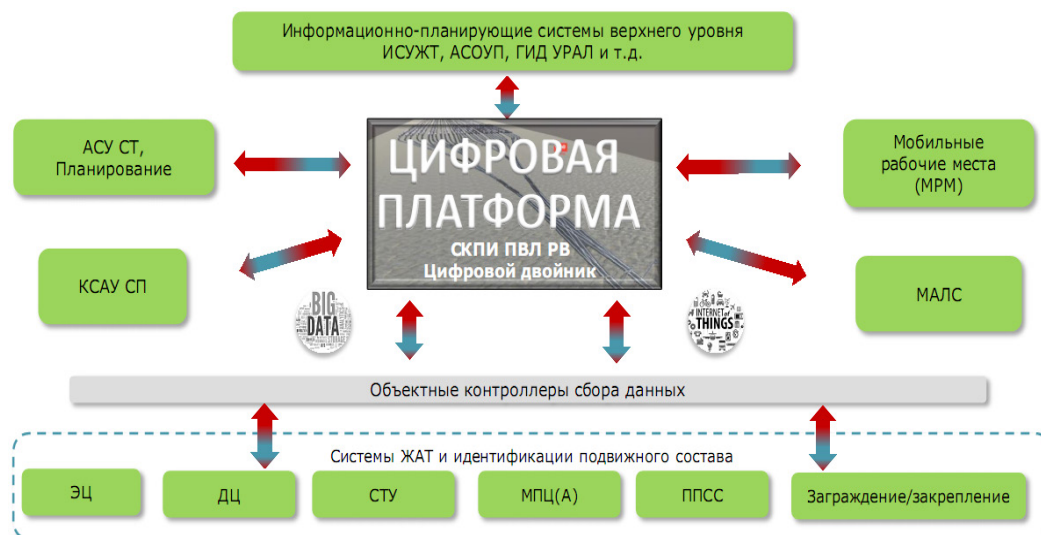 Информационно-планирующие системы верхнего уровня
ИСУЖТ, АСОУП, ГИД УРАЛ и т.д.
АСУ СТ,
Планирование
ЦИФРОВАЯ
ПЛАТФОРМА
СКПИ ПВЛ РВ
Цифровой двойник
Мобильные
рабочие места
(МРМ)
КСАУ СП
МАЛС
BIG
DATA
INTERNET of
THINGS
Объектные контроллеры сбора данных
Системы ЖАТ и идентификации подвижного состава
ЭЦ
ДЦ
СТУ
МПЦ(А)
ППСС
Заграждение/закрепление